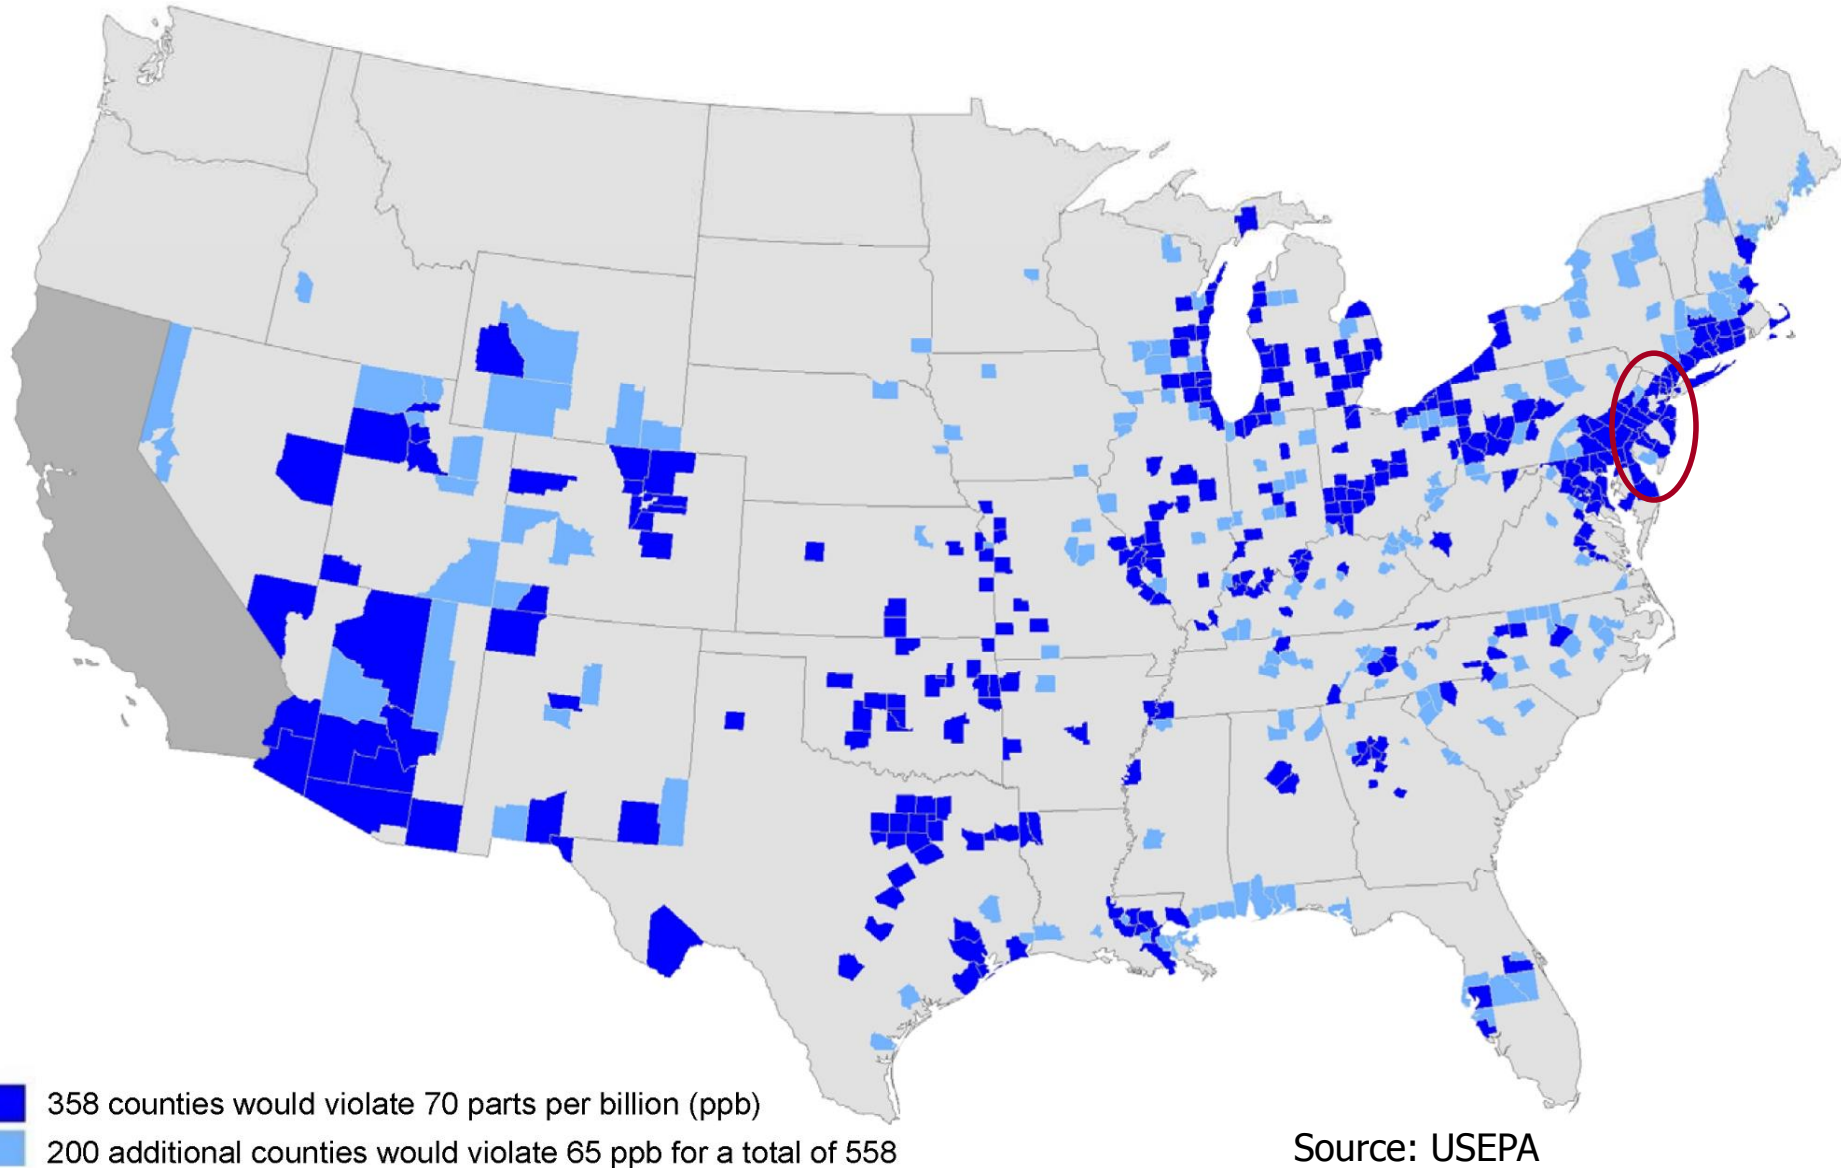 358 counties would violate 70 parts per billion (ppb)
200 additional counties would violate 65 ppb for a total of 558
Source: USEPA